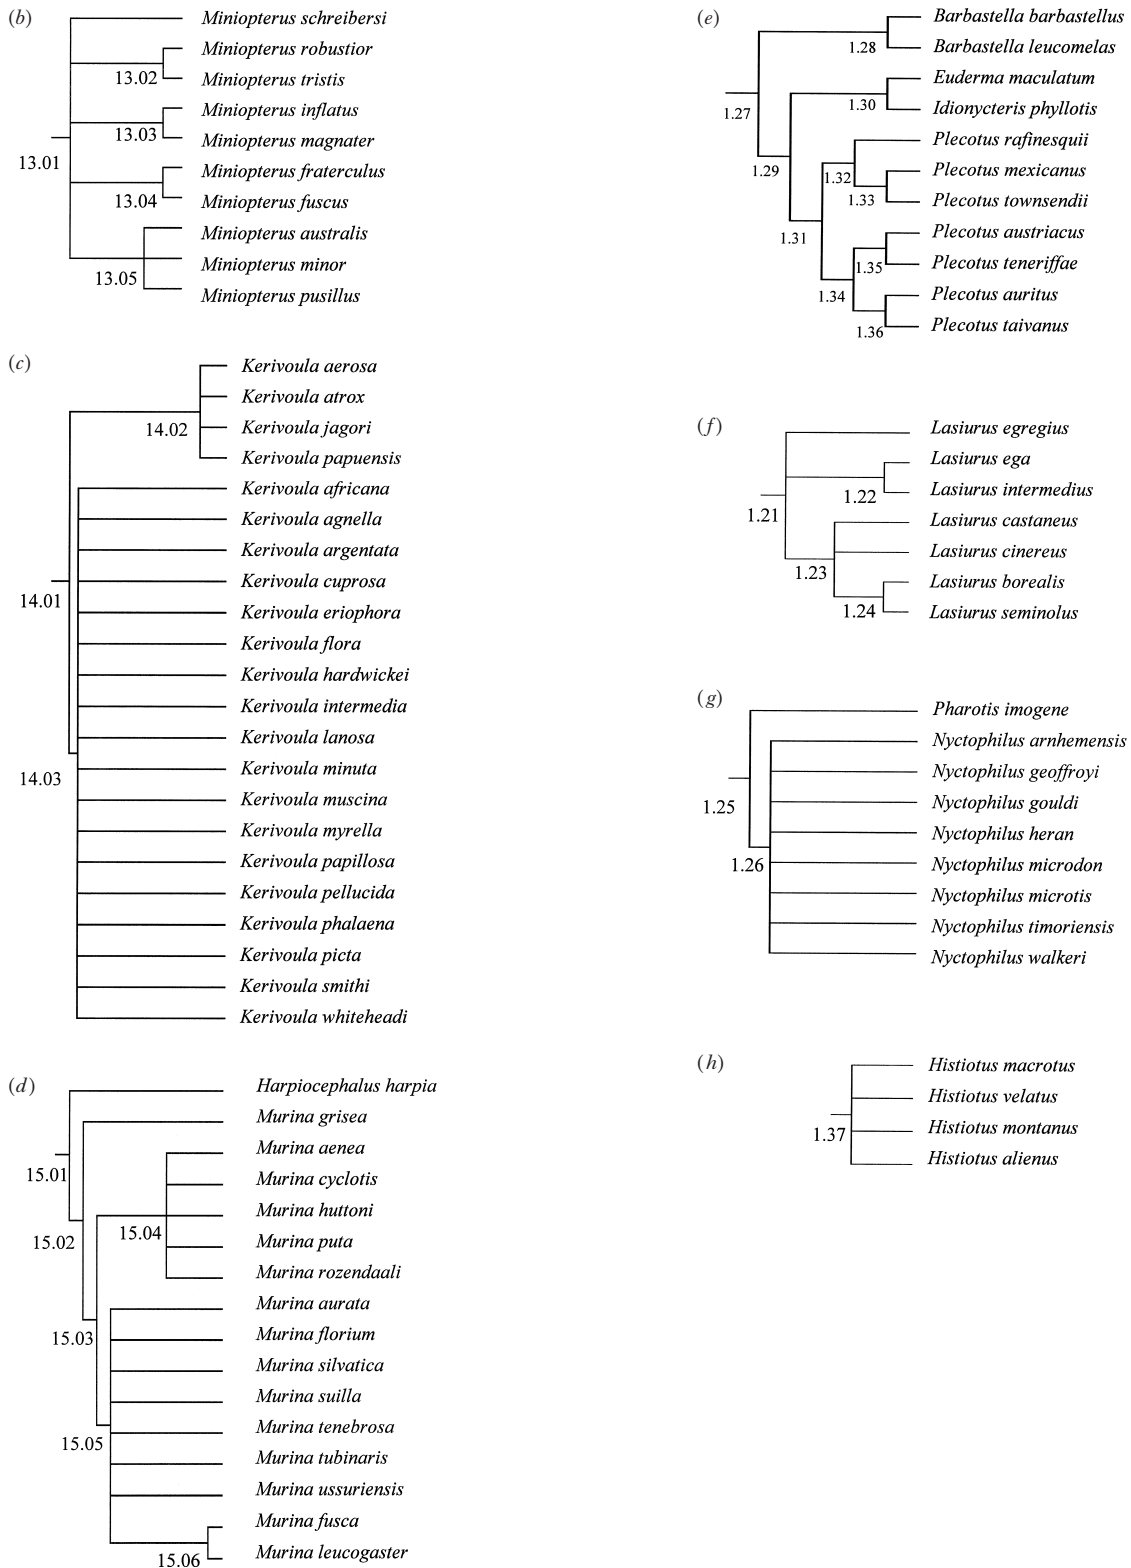 (b)
Miniopterus schreibersi
Miniopterus robustior
13.02
Miniopterus tristis
Miniopterus inflatus
13.03
Miniopterus magnater
13.01
Miniopterus fraterculus
13.04
Miniopterus fuscus
Miniopterus australis
Miniopterus minor
13.05
Miniopterus pusillus
(c)
Kerivoula aerosa
Kerivoula atrox
14.02
Kerivoula jagori
Kerivoula papuensis
Kerivoula africana
Kerivoula agnella
Kerivoula argentata
Kerivoula cuprosa
14.01
Kerivoula eriophora
Kerivoula flora
Kerivoula hardwickei
Kerivoula intermedia
Kerivoula lanosa
14.03
Kerivoula minuta
Kerivoula muscina
Kerivoula myrella
Kerivoula papillosa
Kerivoula pellucida
Kerivoula phalaena
Kerivoula picta
Kerivoula smithi
Kerivoula whiteheadi
(d)
Harpiocephalus harpia
Murina grisea
Murina aenea
15.01
Murina cyclotis
Murina huttoni
15.04
15.02
Murina puta
Murina rozendaali
Murina aurata
15.03
Murina florium
Murina silvatica
Murina suilla
Murina tenebrosa
15.05
Murina tubinaris
Murina ussuriensis
Murina fusca
15.06
Murina leucogaster
(e)
Barbastella barbastellus
1.28
Barbastella leucomelas
Euderma maculatum
1.30
1.27
Idionycteris phyllotis
Plecotus rafinesquii
1.29
1.32
Plecotus mexicanus
1.33
Plecotus townsendii
1.31
Plecotus austriacus
1.35
Plecotus teneriffae
1.34
Plecotus auritus
1.36
Plecotus taivanus
(f)
Lasiurus egregius
Lasiurus ega
1.22
Lasiurus intermedius
1.21
Lasiurus castaneus
Lasiurus cinereus
1.23
Lasiurus borealis
1.24
Lasiurus seminolus
(g)
Pharotis imogene
Nyctophilus arnhemensis
Nyctophilus geoffroyi
1.25
Nyctophilus gouldi
Nyctophilus heran
1.26
Nyctophilus microdon
Nyctophilus microtis
Nyctophilus timoriensis
Nyctophilus walkeri
(h)
Histiotus macrotus
Histiotus velatus
1.37
Histiotus montanus
Histiotus alienus